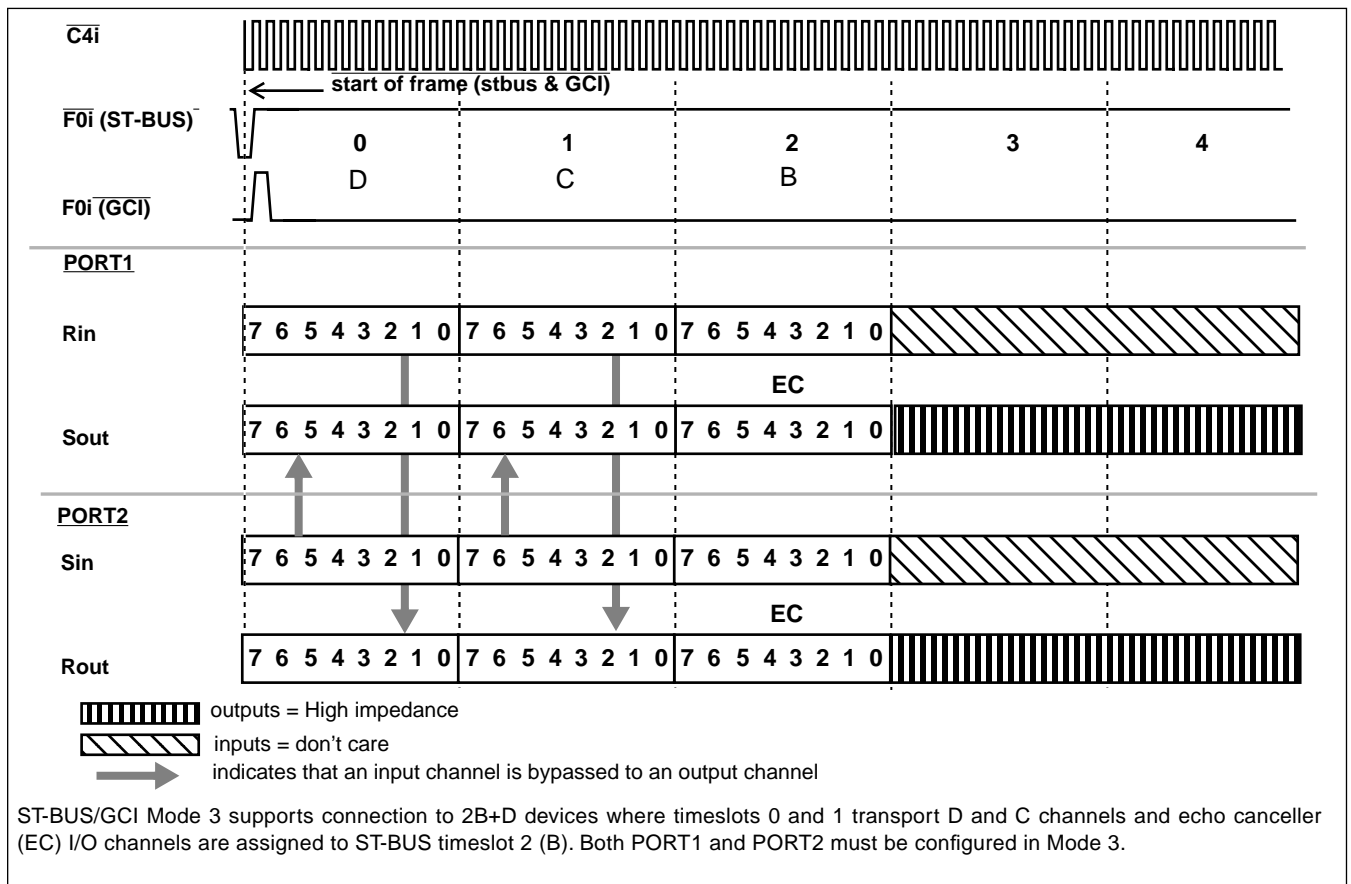 C4i
start of frame (stbus & GCI)
F0i (ST-BUS)
0 1 2 3 4
D C B
F0i (GCI)
PORT1
Rin 7 6 5 4 3 2 1 0 7 6 5 4 3 2 1 0 7 6 5 4 3 2 1 0
EC
Sout 7 6 5 4 3 2 1 0 7 6 5 4 3 2 1 0 7 6 5 4 3 2 1 0
PORT2
Sin 7 6 5 4 3 2 1 0 7 6 5 4 3 2 1 0 7 6 5 4 3 2 1 0
EC
Rout 7 6 5 4 3 2 1 0 7 6 5 4 3 2 1 0 7 6 5 4 3 2 1 0
outputs = High impedance
inputs = don't care
indicates that an input channel is bypassed to an output channel
ST-BUS/GCI Mode 3 supports connection to 2B+D devices where timeslots 0 and 1 transport D and C channels and echo canceller
(EC) I/O channels are assigned to ST-BUS timeslot 2 (B). Both PORT1 and PORT2 must be configured in Mode 3.